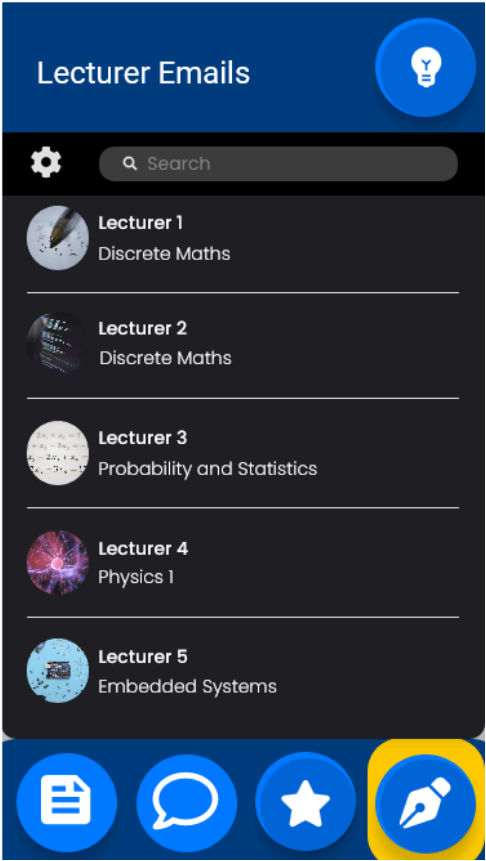 Lecturer Emails
Search
Lecturer 1
Discrete Maths
Lecturer 2
Discrete Maths
Lecturer 3
Probability and Statistics
Lecturer 4
Physics 1
Lecturer 5
Embedded Systems